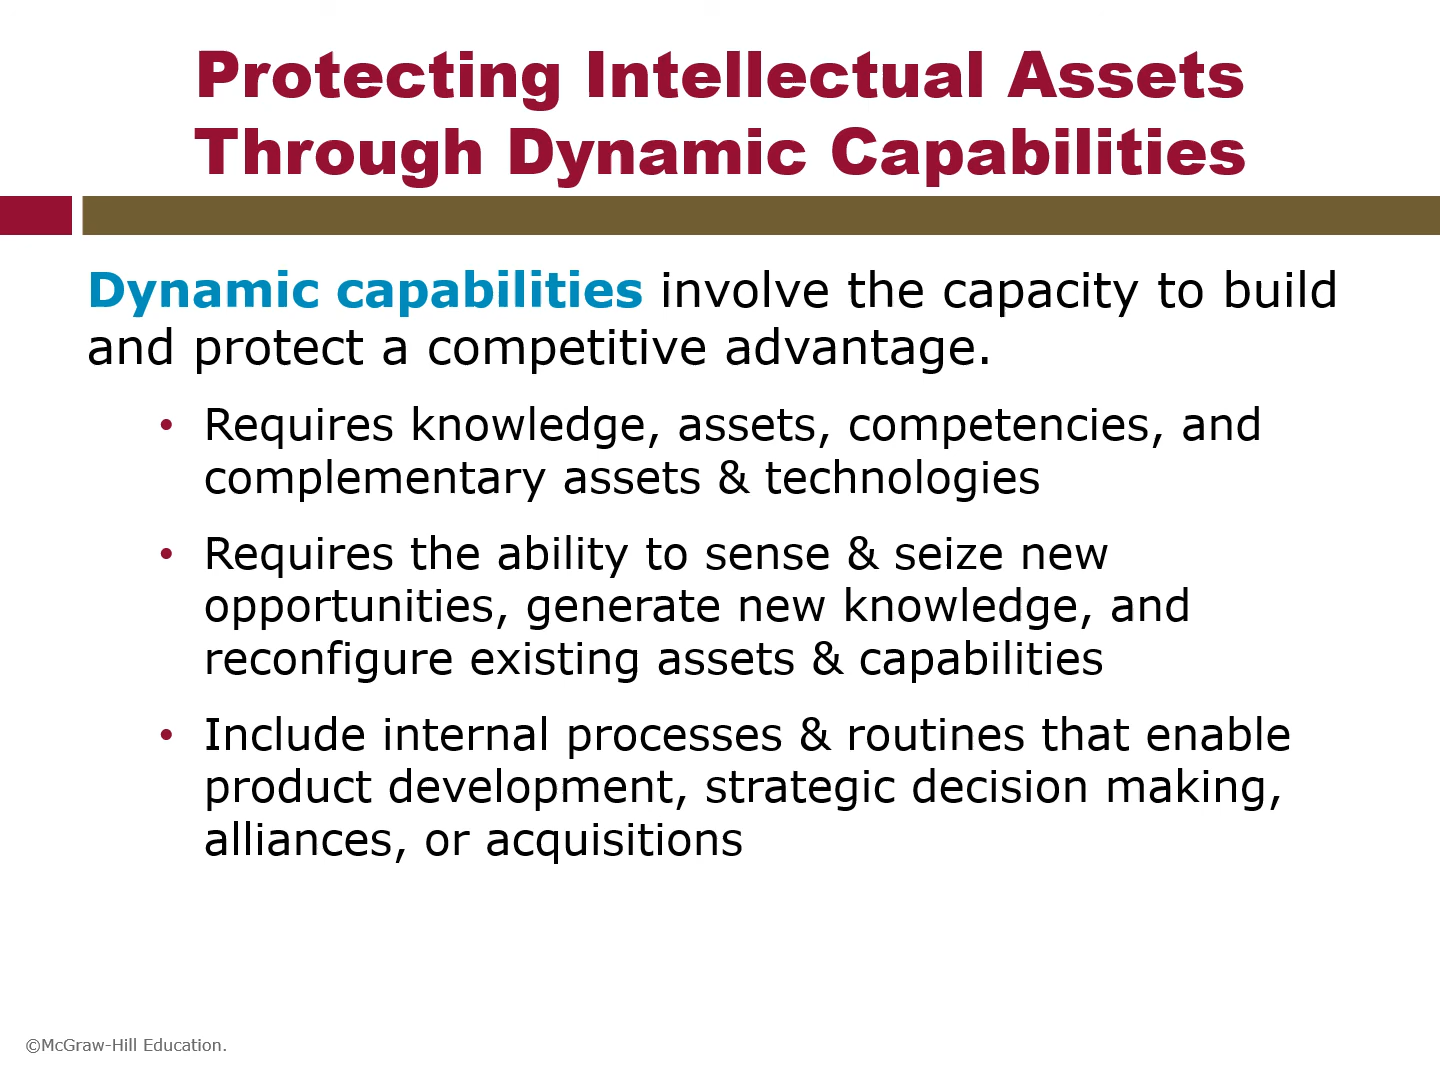 Protecting Intellectual Assets
Through Dynamic Capabilities
Dynamic capabilities involve the capacity to build
and protect a competitive advantage.
• Requires knowledge, assets, competencies, and
complementary assets & technologies
• Requires the ability to sense & seize new
opportunities, generate new knowledge, and
reconfigure existing assets & capabilities
• Include internal processes & routines that enable
product development, strategic decision making,
alliances, or acquisitions
©McGraw-Hill Education.